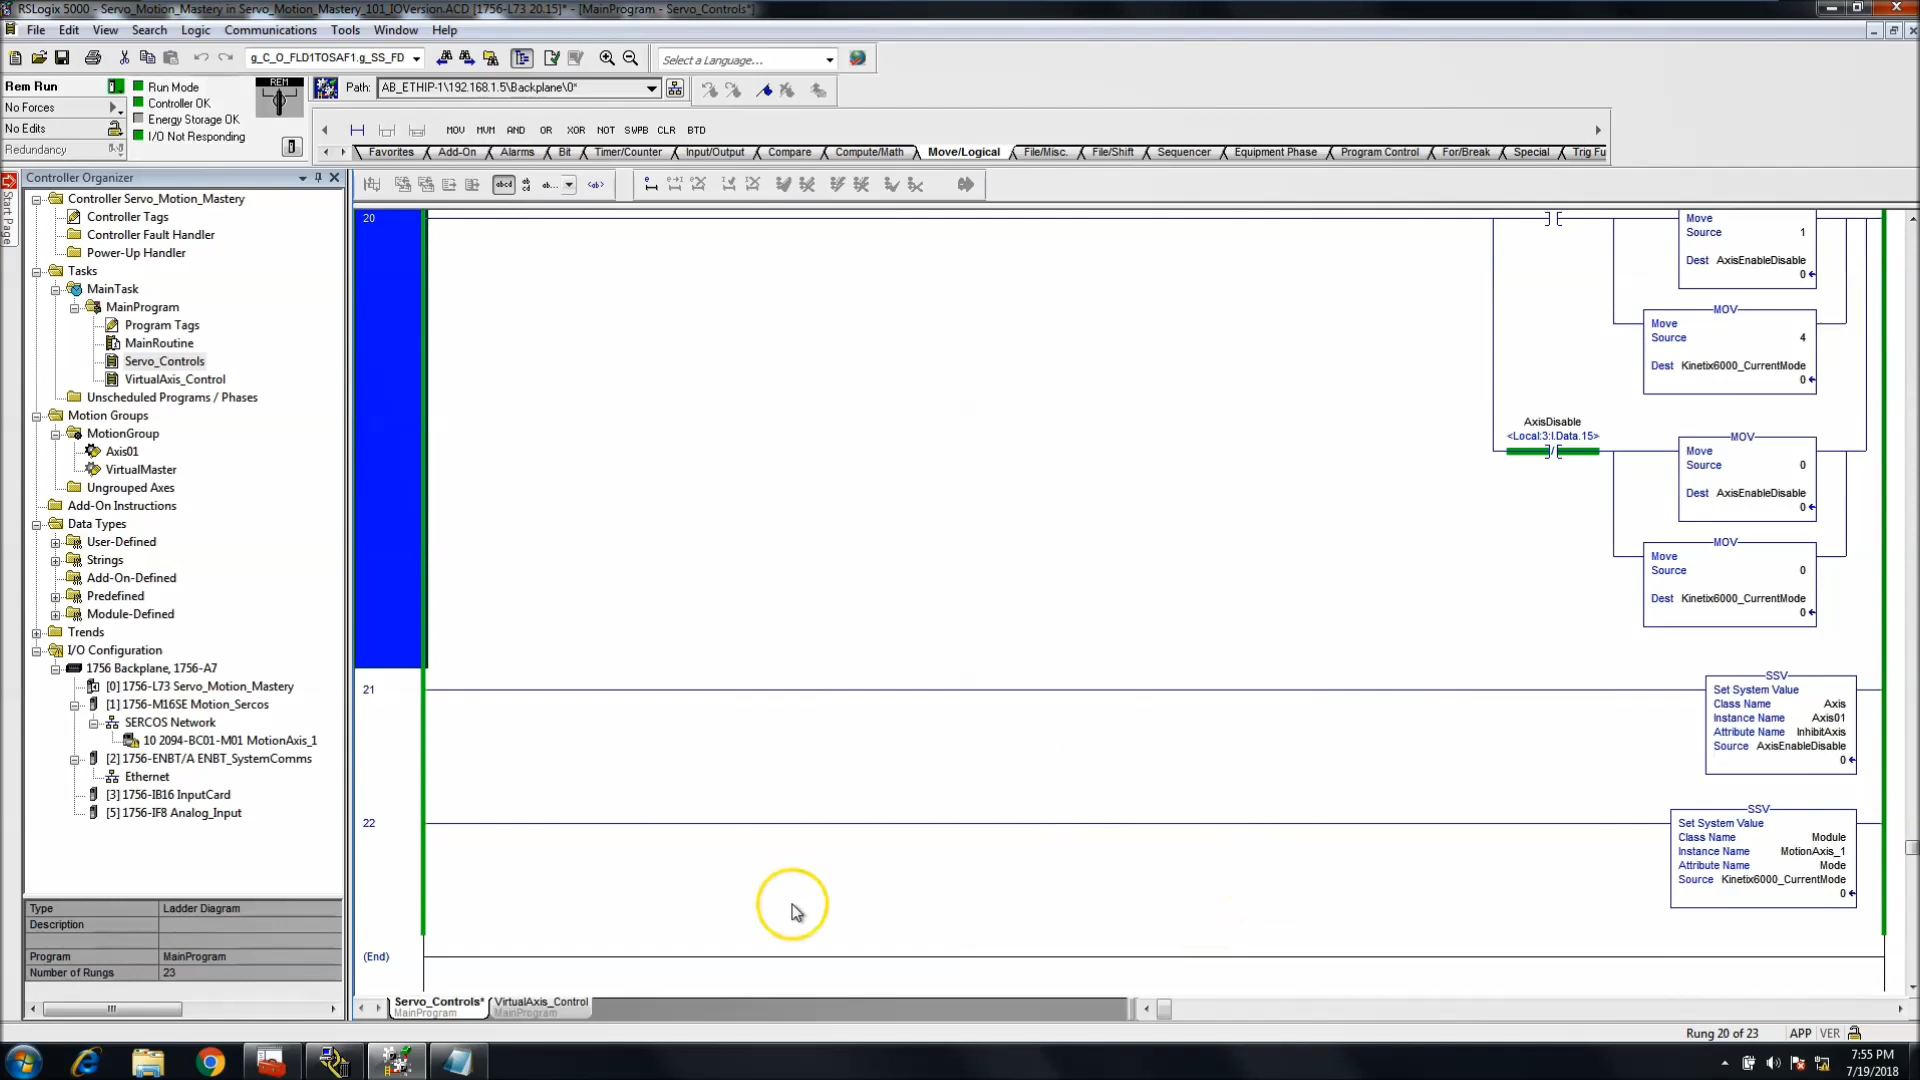 RSLogix 5000 - Servo_Motion_Mastery in Servo_Motion_Mastery_101_IOVersion.ACD [1756-L73 20.15]* - [MainProgram - Servo_Controls*]
File Edit View Search Logic Communications Tools Window Help
g_C_O_FLD1TOSAF1.g_SS_FD
Select a Language...
Rem Run
No Forces
No Edits
Redundancy
Run Mode
Controller OK
Energy Storage OK
I/O Not Responding
REM
Path: AB_ETHIP-1\192.168.1.5\Backplane\0*
MOV MVM AND OR XOR NOT SWPB CLR BTD
Favorites Add-On Alarms Bit Timer/Counter Input/Output Compare Compute/Math Move/Logical File/Misc. File/Shift Sequencer Equipment Phase Program Control For/Break Special Trig Fu
Start Page
Controller Organizer
Controller Servo_Motion_Mastery
Controller Tags
Controller Fault Handler
Power-Up Handler
Tasks
MainTask
MainProgram
Program Tags
MainRoutine
Servo_Controls
VirtualAxis_Control
Unscheduled Programs / Phases
Motion Groups
MotionGroup
Axis01
VirtualMaster
Ungrouped Axes
Add-On Instructions
Data Types
User-Defined
Strings
Add-On-Defined
Predefined
Module-Defined
Trends
I/O Configuration
1756 Backplane, 1756-A7
[0] 1756-L73 Servo_Motion_Mastery
[1] 1756-M16SE Motion_Sercos
SERCOS Network
10 2094-BC01-M01 MotionAxis_1
[2] 1756-ENBT/A ENBT_SystemComms
Ethernet
[3] 1756-IB16 InputCard
[5] 1756-IF8 Analog_Input
Type Ladder Diagram
Description
Program MainProgram
Number of Rungs 23
abcd
ab
ab...
<ab>
20
Move
Source 1
Dest AxisEnableDisable
0
MOV
Move
Source 4
Dest Kinetix6000_CurrentMode
0
AxisDisable
<Local:3:I.Data.15>
MOV
Move
Source 0
Dest AxisEnableDisable
0
MOV
Move
Source 0
Dest Kinetix6000_CurrentMode
0
21
SSV
Set System Value
Class Name Axis
Instance Name Axis01
Attribute Name InhibitAxis
Source AxisEnableDisable
0
22
SSV
Set System Value
Class Name Module
Instance Name MotionAxis_1
Attribute Name Mode
Source Kinetix6000_CurrentMode
0
(End)
Servo_Controls*
MainProgram
VirtualAxis_Control
MainProgram
Rung 20 of 23 APP VER
7:55 PM
7/19/2018